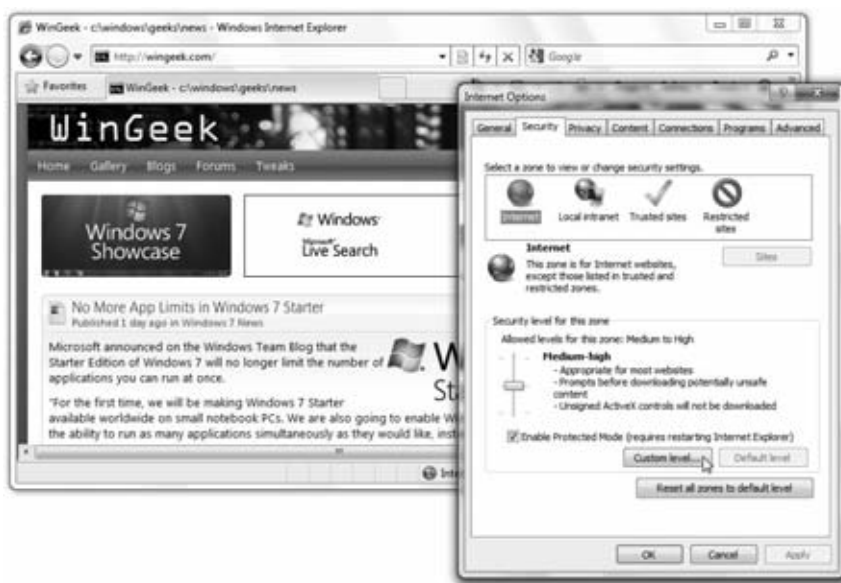 WinGeek - c:\windows\geeks\news - Windows Internet Explorer
http://wingeek.com/
Google
Favorites
WinGeek - c:\windows\geeks\news
WinGeek
Home Gallery Blogs Forums Tweaks
Windows 7
Showcase
Windows
Microsoft
Live Search
No More App Limits in Windows 7 Starter
Published 1 day ago in Windows 7 News
Microsoft announced on the Windows Team Blog that the
Starter Edition of Windows 7 will no longer limit the number of
applications you can run at once.
"For the first time, we will be making Windows 7 Starter
available worldwide on small notebook PCs. We are also going to enable
the ability to run as many applications simultaneously as they would like,
Internet Options
General Security Privacy Content Connections Programs Advanced
Select a zone to view or change security settings.
Internet Local intranet Trusted sites Restricted
sites
Internet
This zone is for Internet websites,
except those listed in trusted and
restricted zones.
Sites
Security level for this zone
Allowed levels for this zone: Medium to High
Medium-high
- Appropriate for most websites
- Prompts before downloading potentially unsafe
content
- Unsigned ActiveX controls will not be downloaded
Enable Protected Mode (requires restarting Internet Explorer)
Custom level... Default level
Reset all zones to default level
OK Cancel Apply